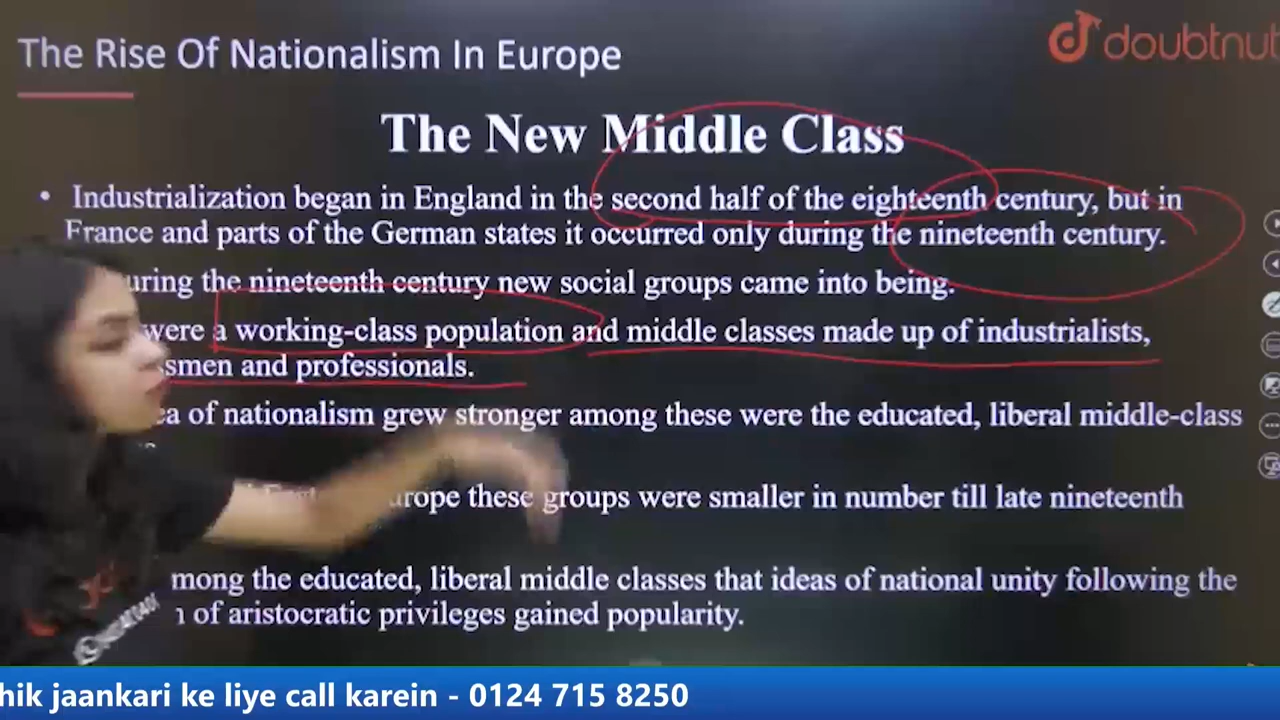 The Rise Of Nationalism In Europe
doubtnut
The New Middle Class
• Industrialization began in England in the second half of the eighteenth century, but in
France and parts of the German states it occurred only during the nineteenth century.
uring the nineteenth century new social groups came into being.
were a working-class population and middle classes made up of industrialists,
smen and professionals.
ea of nationalism grew stronger among these were the educated, liberal middle-class
urope these groups were smaller in number till late nineteenth
mong the educated, liberal middle classes that ideas of national unity following the
of aristocratic privileges gained popularity.
hik jaankari ke liye call karein - 0124 715 8250